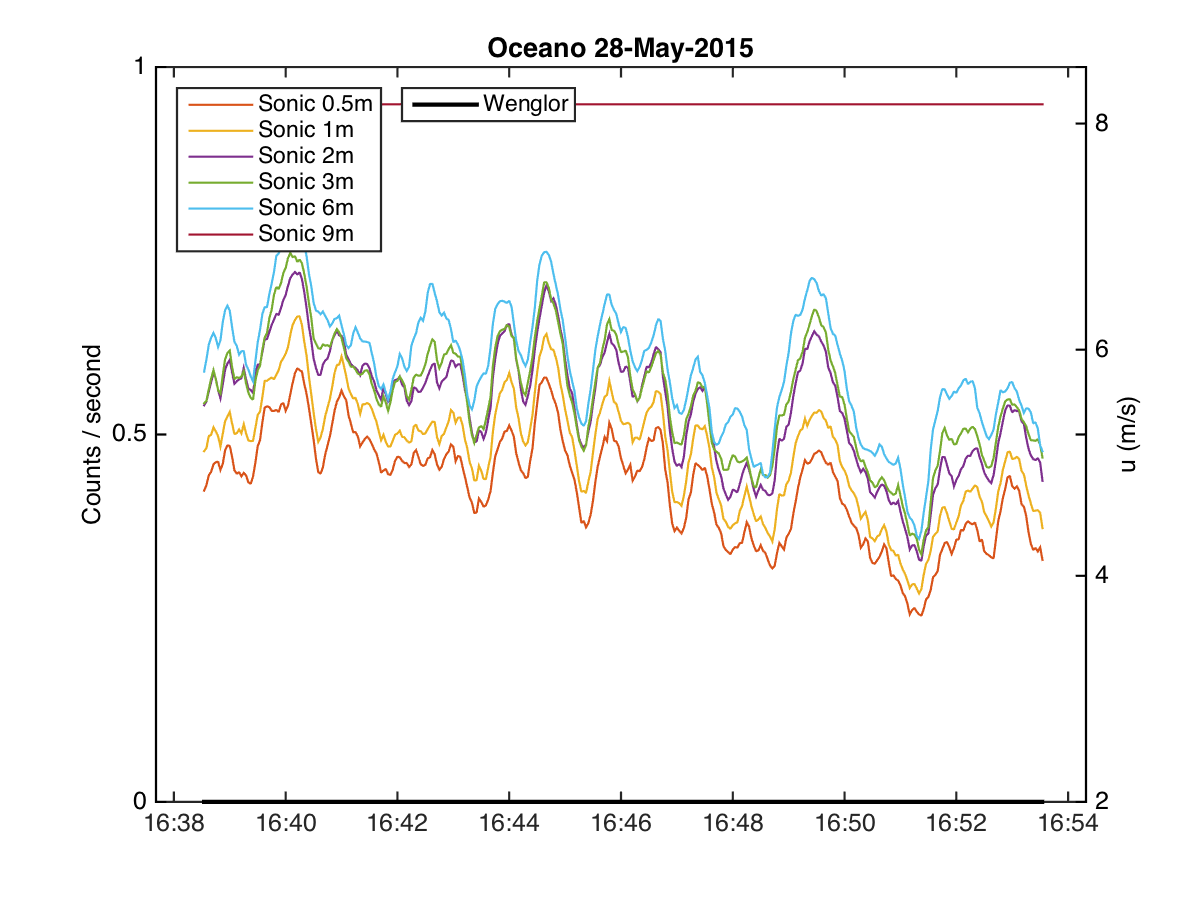 Oceano 28-May-2015
1
0.5
0
Counts / second
Sonic 0.5m
Sonic 1m
Sonic 2m
Sonic 3m
Sonic 6m
Sonic 9m
Wenglor
8
6
4
2
u (m/s)
16:38 16:40 16:42 16:44 16:46 16:48 16:50 16:52 16:54